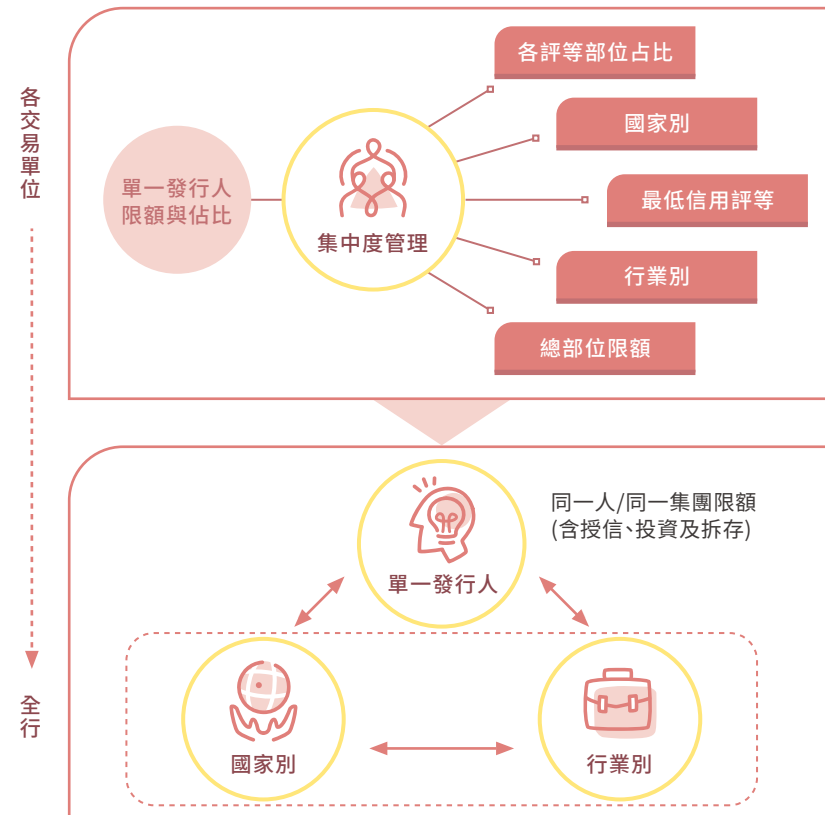 各交易單位
各評等部位占比
國家別
單一發行人
限額與佔比
最低信用評等
集中度管理
行業別
總部位限額
同一人/同一集團限額
(含授信、投資及拆存)
單一發行人
全行
國家別
行業別